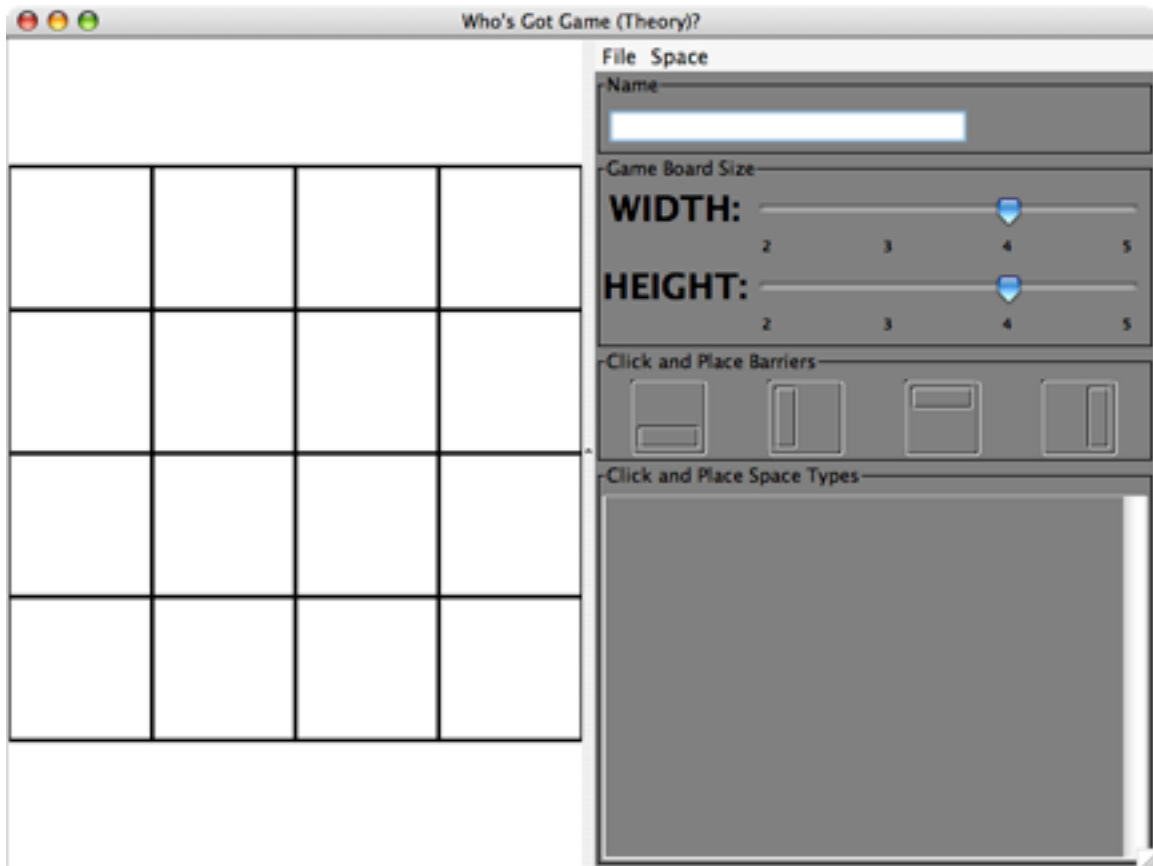 Who's Got Game (Theory)?
File Space
Name
Game Board Size
WIDTH:
2 3 4 5
HEIGHT:
2 3 4 5
Click and Place Barriers
Click and Place Space Types